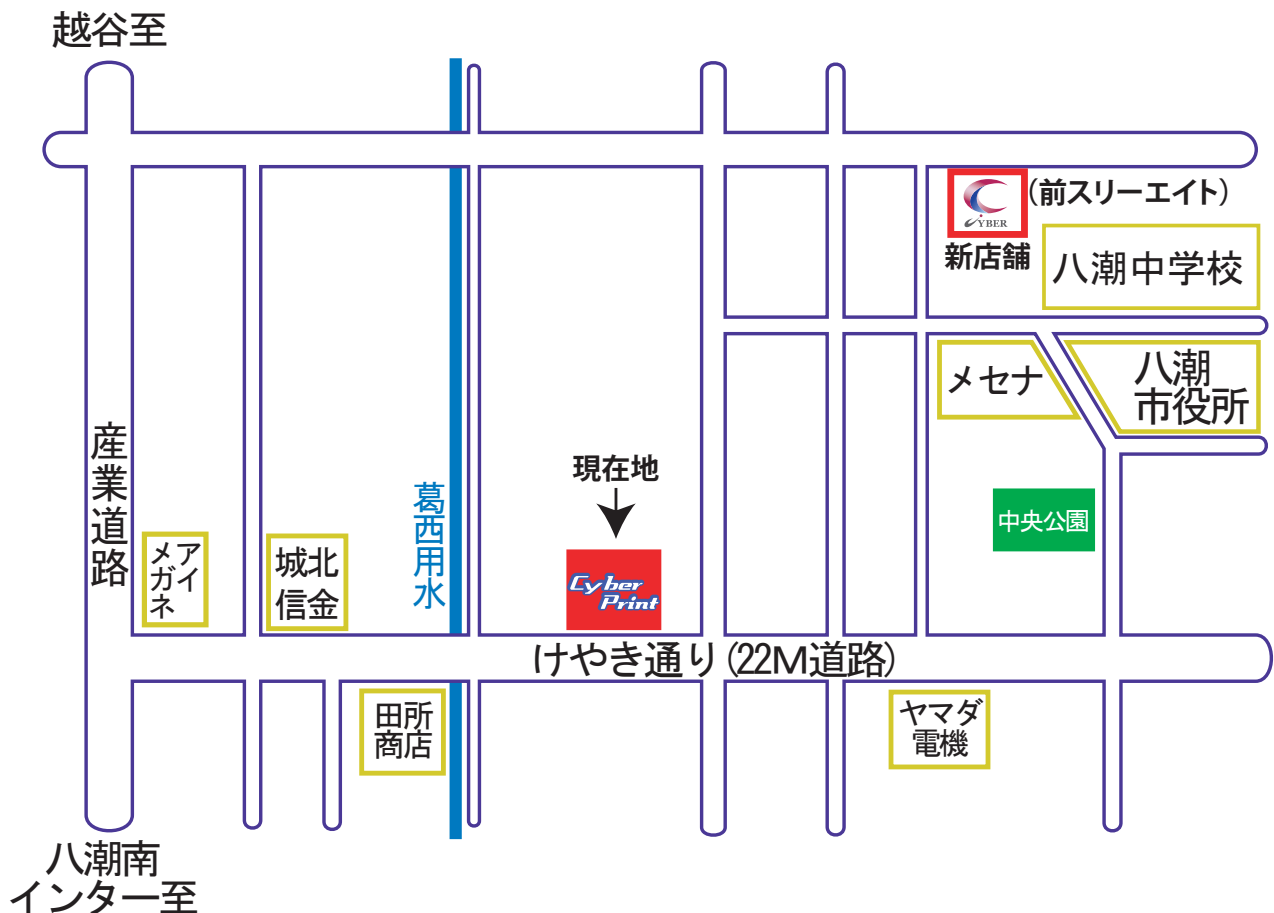 越谷至
(前スリーエイト)
CYBER
新店舗
八潮中学校
メセナ
八潮
市役所
産業道路
現在地
葛西用水
中央公園
アイ
メガネ
城北
信金
Cyber
Print
けやき通り(22M道路)
田所
商店
ヤマダ
電機
八潮南
インター至